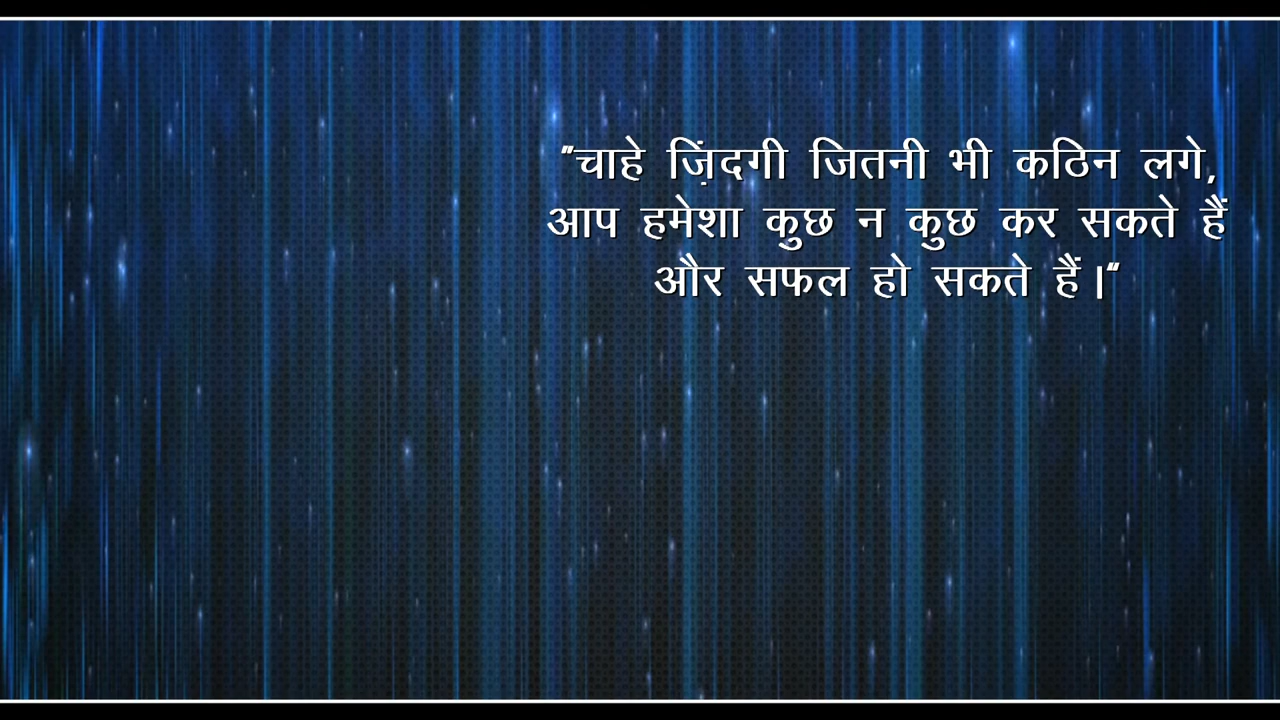 "चाहे ज़िंदगी जितनी भी कठिन लगे,
आप हमेशा कुछ न कुछ कर सकते हैं
और सफल हो सकते हैं।"